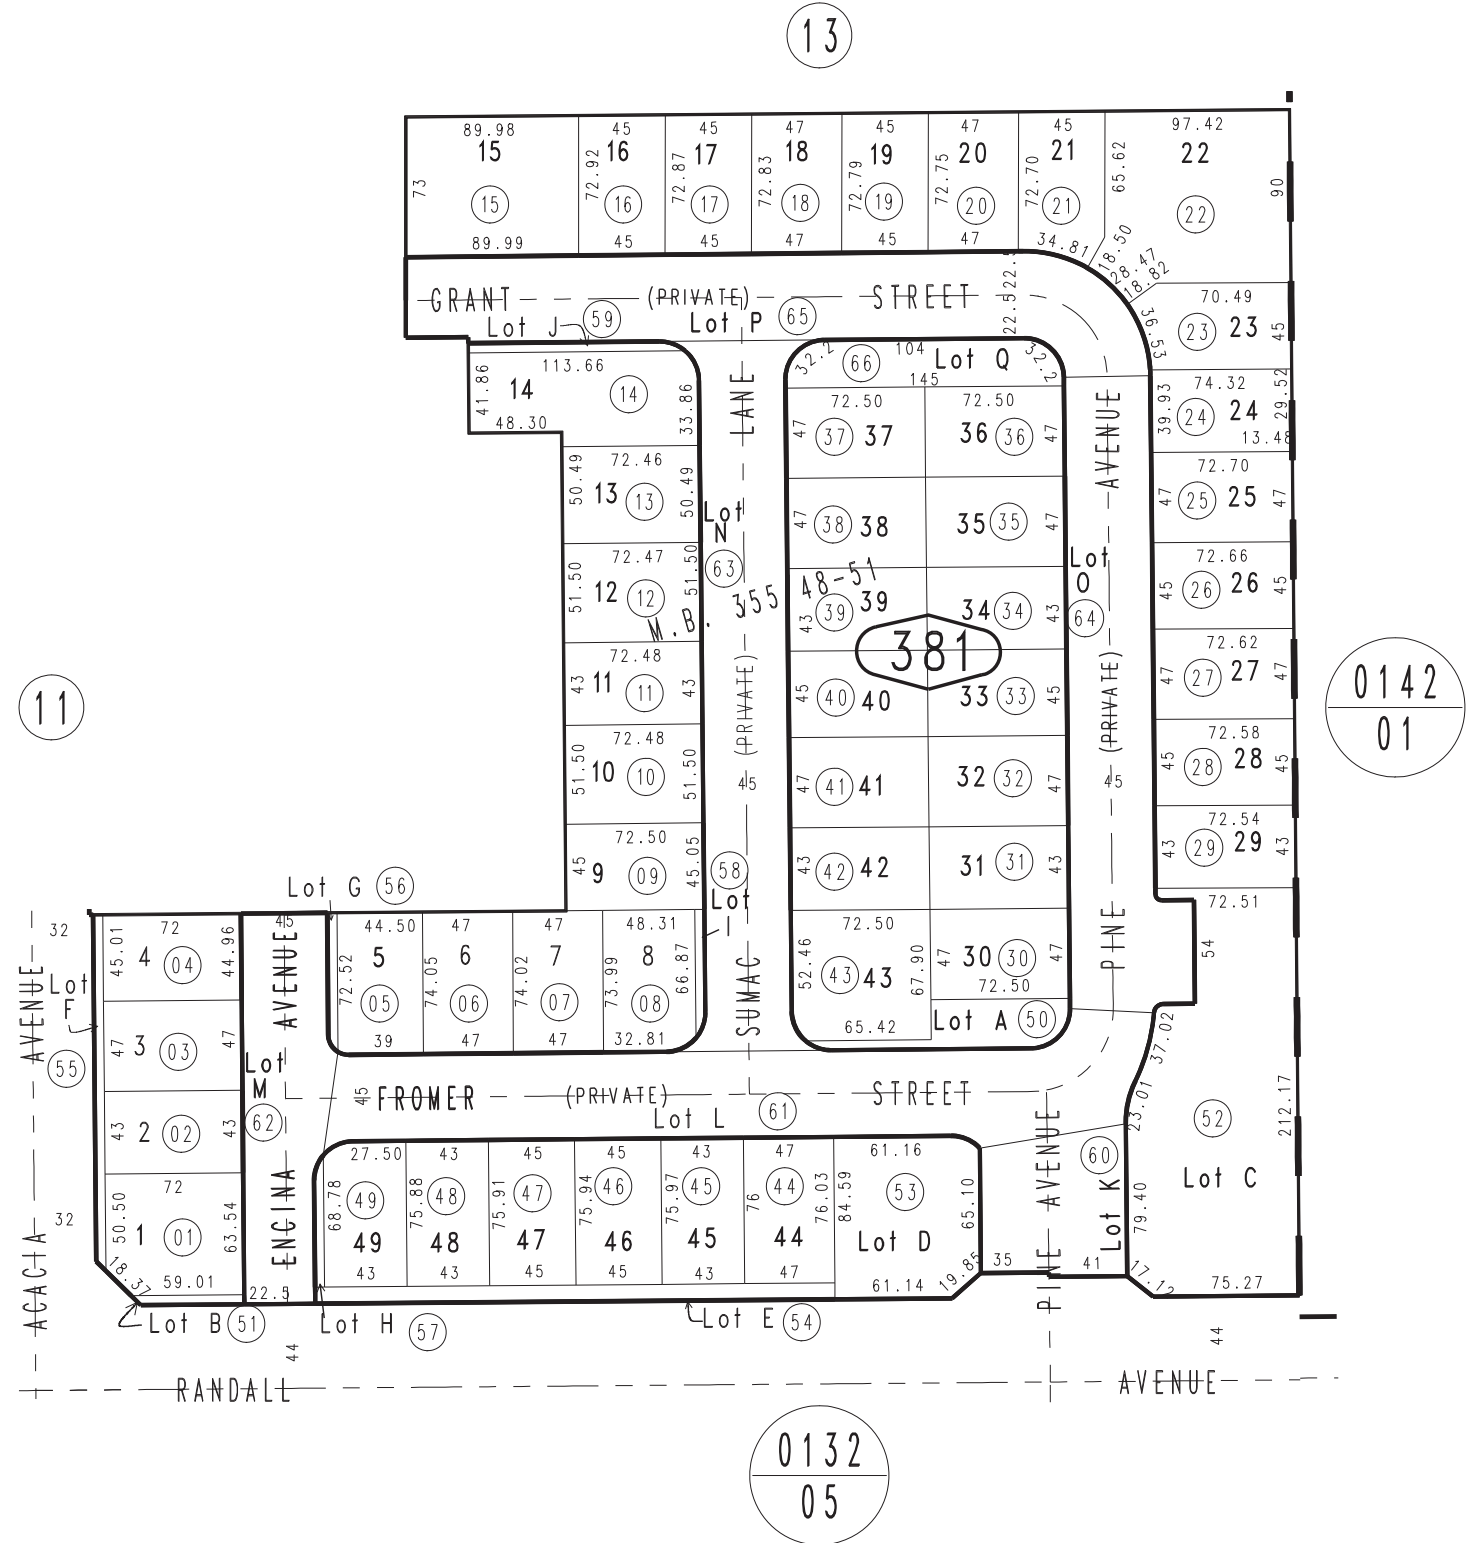 13
89.98 45 45 47 45 47 45 97.42
15 16 17 18 19 20 21 22
73 72.92 72.87 72.83 72.79 72.75 72.70 65.62 90
15 16 17 18 19 20 21 22
89.99 45 45 47 45 47 34.81 18.50
28.47
18.82
GRANT (PRIVATE) STREET 22.5 22.5
70.49
Lot J 59 Lot P 65 36.53 23 23 45
32.2 66 104 Lot Q 32.2
145
113.66
41.86 14 14 33.86
48.30
LANE
72.50 72.50
47 37 37 36 36 47
AVENUE
74.32
39.93 24 24 29.52
13.48
72.46
50.49 13 13 50.49
72.70
47 25 25 47
Lot
N
63
47 38 38 35 35 47
72.47
51.50 12 12 51.50
M.B. 355 48-51
43 39 39 34 34 43
Lot
O
64
72.66
45 26 26 45
381
72.48
43 11 11 43
(PRIVATE)
45 40 40 33 33 45
(PRIVATE)
72.62
47 27 27 47
11
0142
01
72.48
51.50 10 10 51.50
45
47 41 41 32 32 47
45
72.58
45 28 28 45
72.50
45 9 09 45.05
58
Lot
I
43 42 42 31 31 43
72.54
43 29 29 43
Lot G 56
72.51
32
72
45.01 4 04 44.96
45
AVENUE
44.50 47 47 48.31
5 6 7 8
72.52 74.05 74.02 73.99 66.87
05 06 07 08
39 47 47 32.81
SUMAC
72.50
52.46 43 43 67.90
65.42
47 30 30 47
72.50
Lot A 50
PINE
54
37.02
AVENUE
Lot
F
55
47 3 03 47
Lot
M
62
45 FROMER (PRIVATE) STREET
Lot L 61
23.01
52
212.17
43 2 02 43
AVENUE
60
Lot C
27.50 43 45 45 43 47 61.16
68.78 49 75.88 48 75.91 47 75.94 46 75.97 45 76 44 76.03 84.59 53 65.10
49 48 47 46 45 44 Lot D
43 43 45 45 43 47 61.14 19.85
72
32 50.50 1 01 63.54
18.37 59.01
ENCINA
22.5
Lot K
79.40
35 41 17.12 75.27
PINE
ACACIA
Lot B 51 Lot H 57 Lot E 54
44 44
RANDALL AVENUE
0132
05